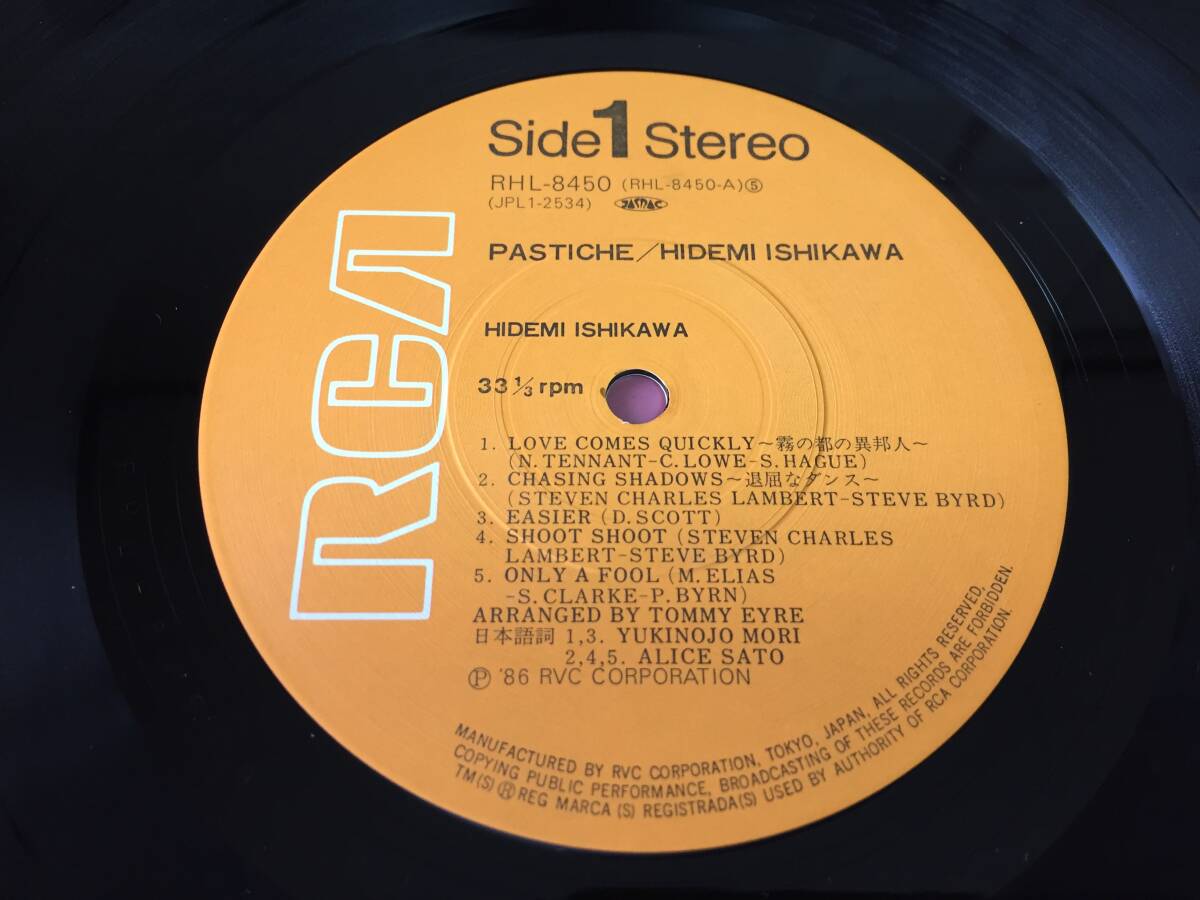 Side 1 Stereo
RHL-8450 (RHL-8450-A)⑤
(JPL1-2534) JASRAC
PASTICHE/HIDEMI ISHIKAWA
HIDEMI ISHIKAWA
33 1/3 rpm
RCA
1. LOVE COMES QUICKLY〜霧の都の異邦人〜
(N. TENNANT-C. LOWE-S. HAGUE)
2. CHASING SHADOWS〜退屈なダンス〜
(STEVEN CHARLES LAMBERT-STEVE BYRD)
3. EASIER (D. SCOTT)
4. SHOOT SHOOT (STEVEN CHARLES
LAMBERT-STEVE BYRD)
5. ONLY A FOOL (M. ELIAS
-S. CLARKE-P. BYRN)
ARRANGED BY TOMMY EYRE
日本語詞 1,3. YUKINOJO MORI
2,4,5. ALICE SATO
Ⓟ '86 RVC CORPORATION
MANUFACTURED BY RVC CORPORATION, TOKYO, JAPAN, ALL RIGHTS RESERVED,
COPYING PUBLIC PERFORMANCE, BROADCASTING OF THESE RECORDS ARE FORBIDDEN.
TM(S) ® REG MARCA (S) REGISTRADA(S) USED BY AUTHORITY OF RCA CORPORATION.